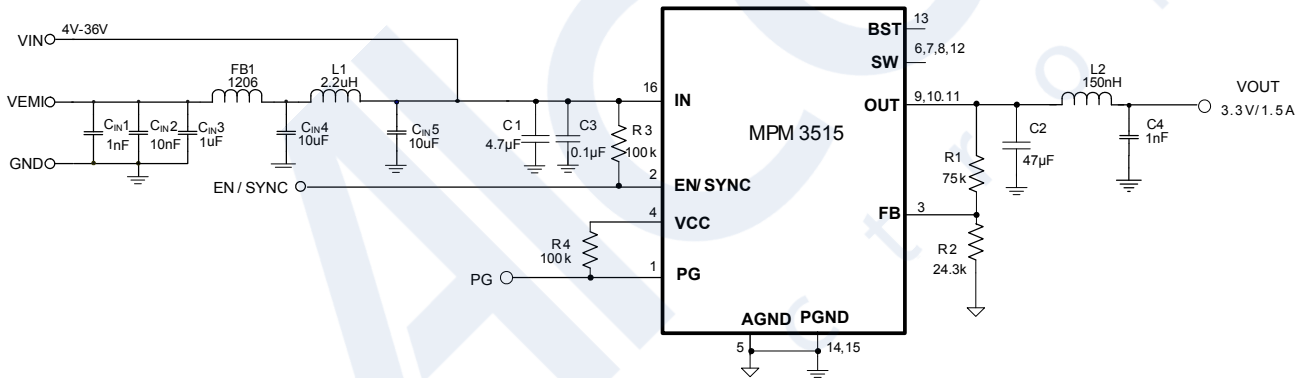 VIN
4V-36V
VEMI
FB1
1206
L1
2.2uH
CIN1
1nF
CIN2
10nF
CIN3
1uF
CIN4
10uF
CIN5
10uF
C1
4.7µF
C3
0.1µF
R3
100k
GND
EN / SYNC
R4
100k
PG
MPM3515
16
IN
2
EN/SYNC
4
VCC
1
PG
AGND
5
PGND
14,15
BST
13
SW
6,7,8,12
OUT
9,10.11
FB
3
R1
75k
R2
24.3k
C2
47µF
L2
150nH
C4
1nF
VOUT
3.3V/1.5A
c t r o